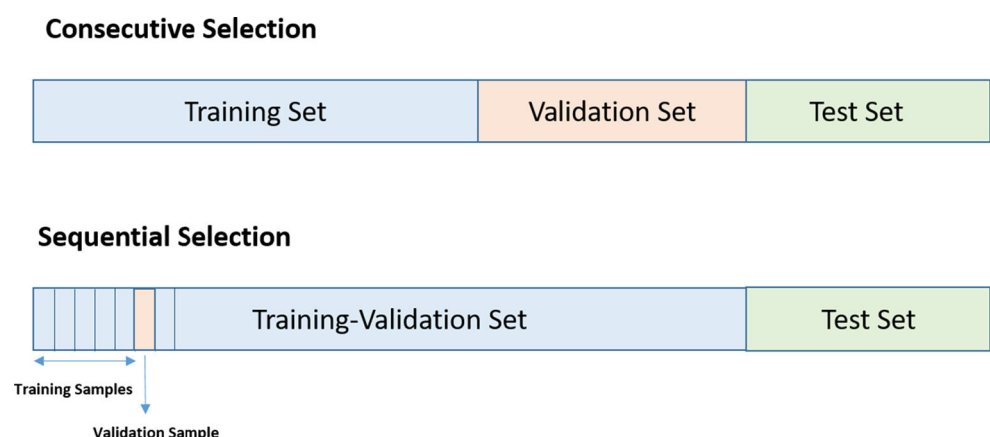 Consecutive Selection
Training Set Validation Set Test Set
Sequential Selection
Training-Validation Set Test Set
Training Samples
Validation Sample